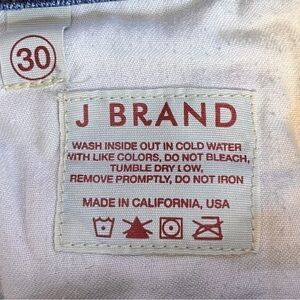 30
J BRAND
WASH INSIDE OUT IN COLD WATER
WITH LIKE COLORS, DO NOT BLEACH,
TUMBLE DRY LOW,
REMOVE PROMPTLY, DO NOT IRON
MADE IN CALIFORNIA, USA